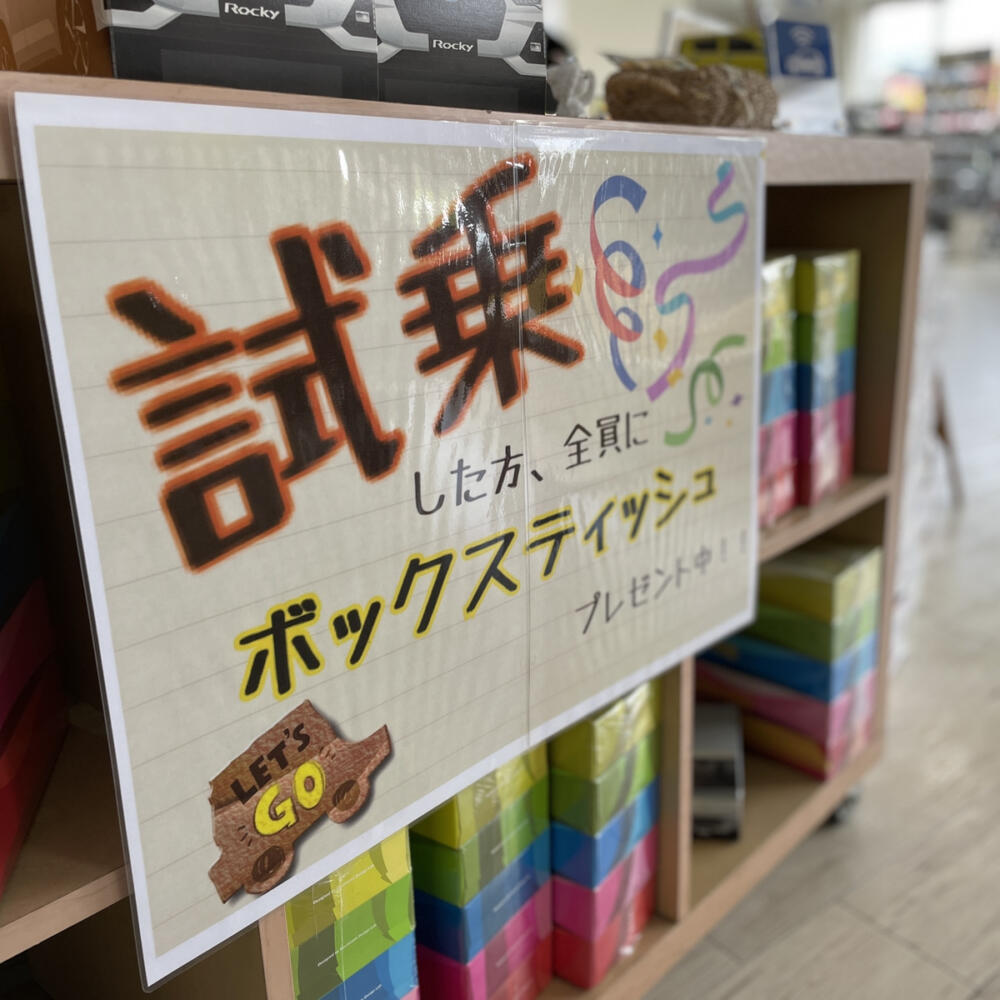 Rocky
Rocky
試乗
した方、全員に
ボックスティッシュ
プレゼント中！！
LET'S
GO